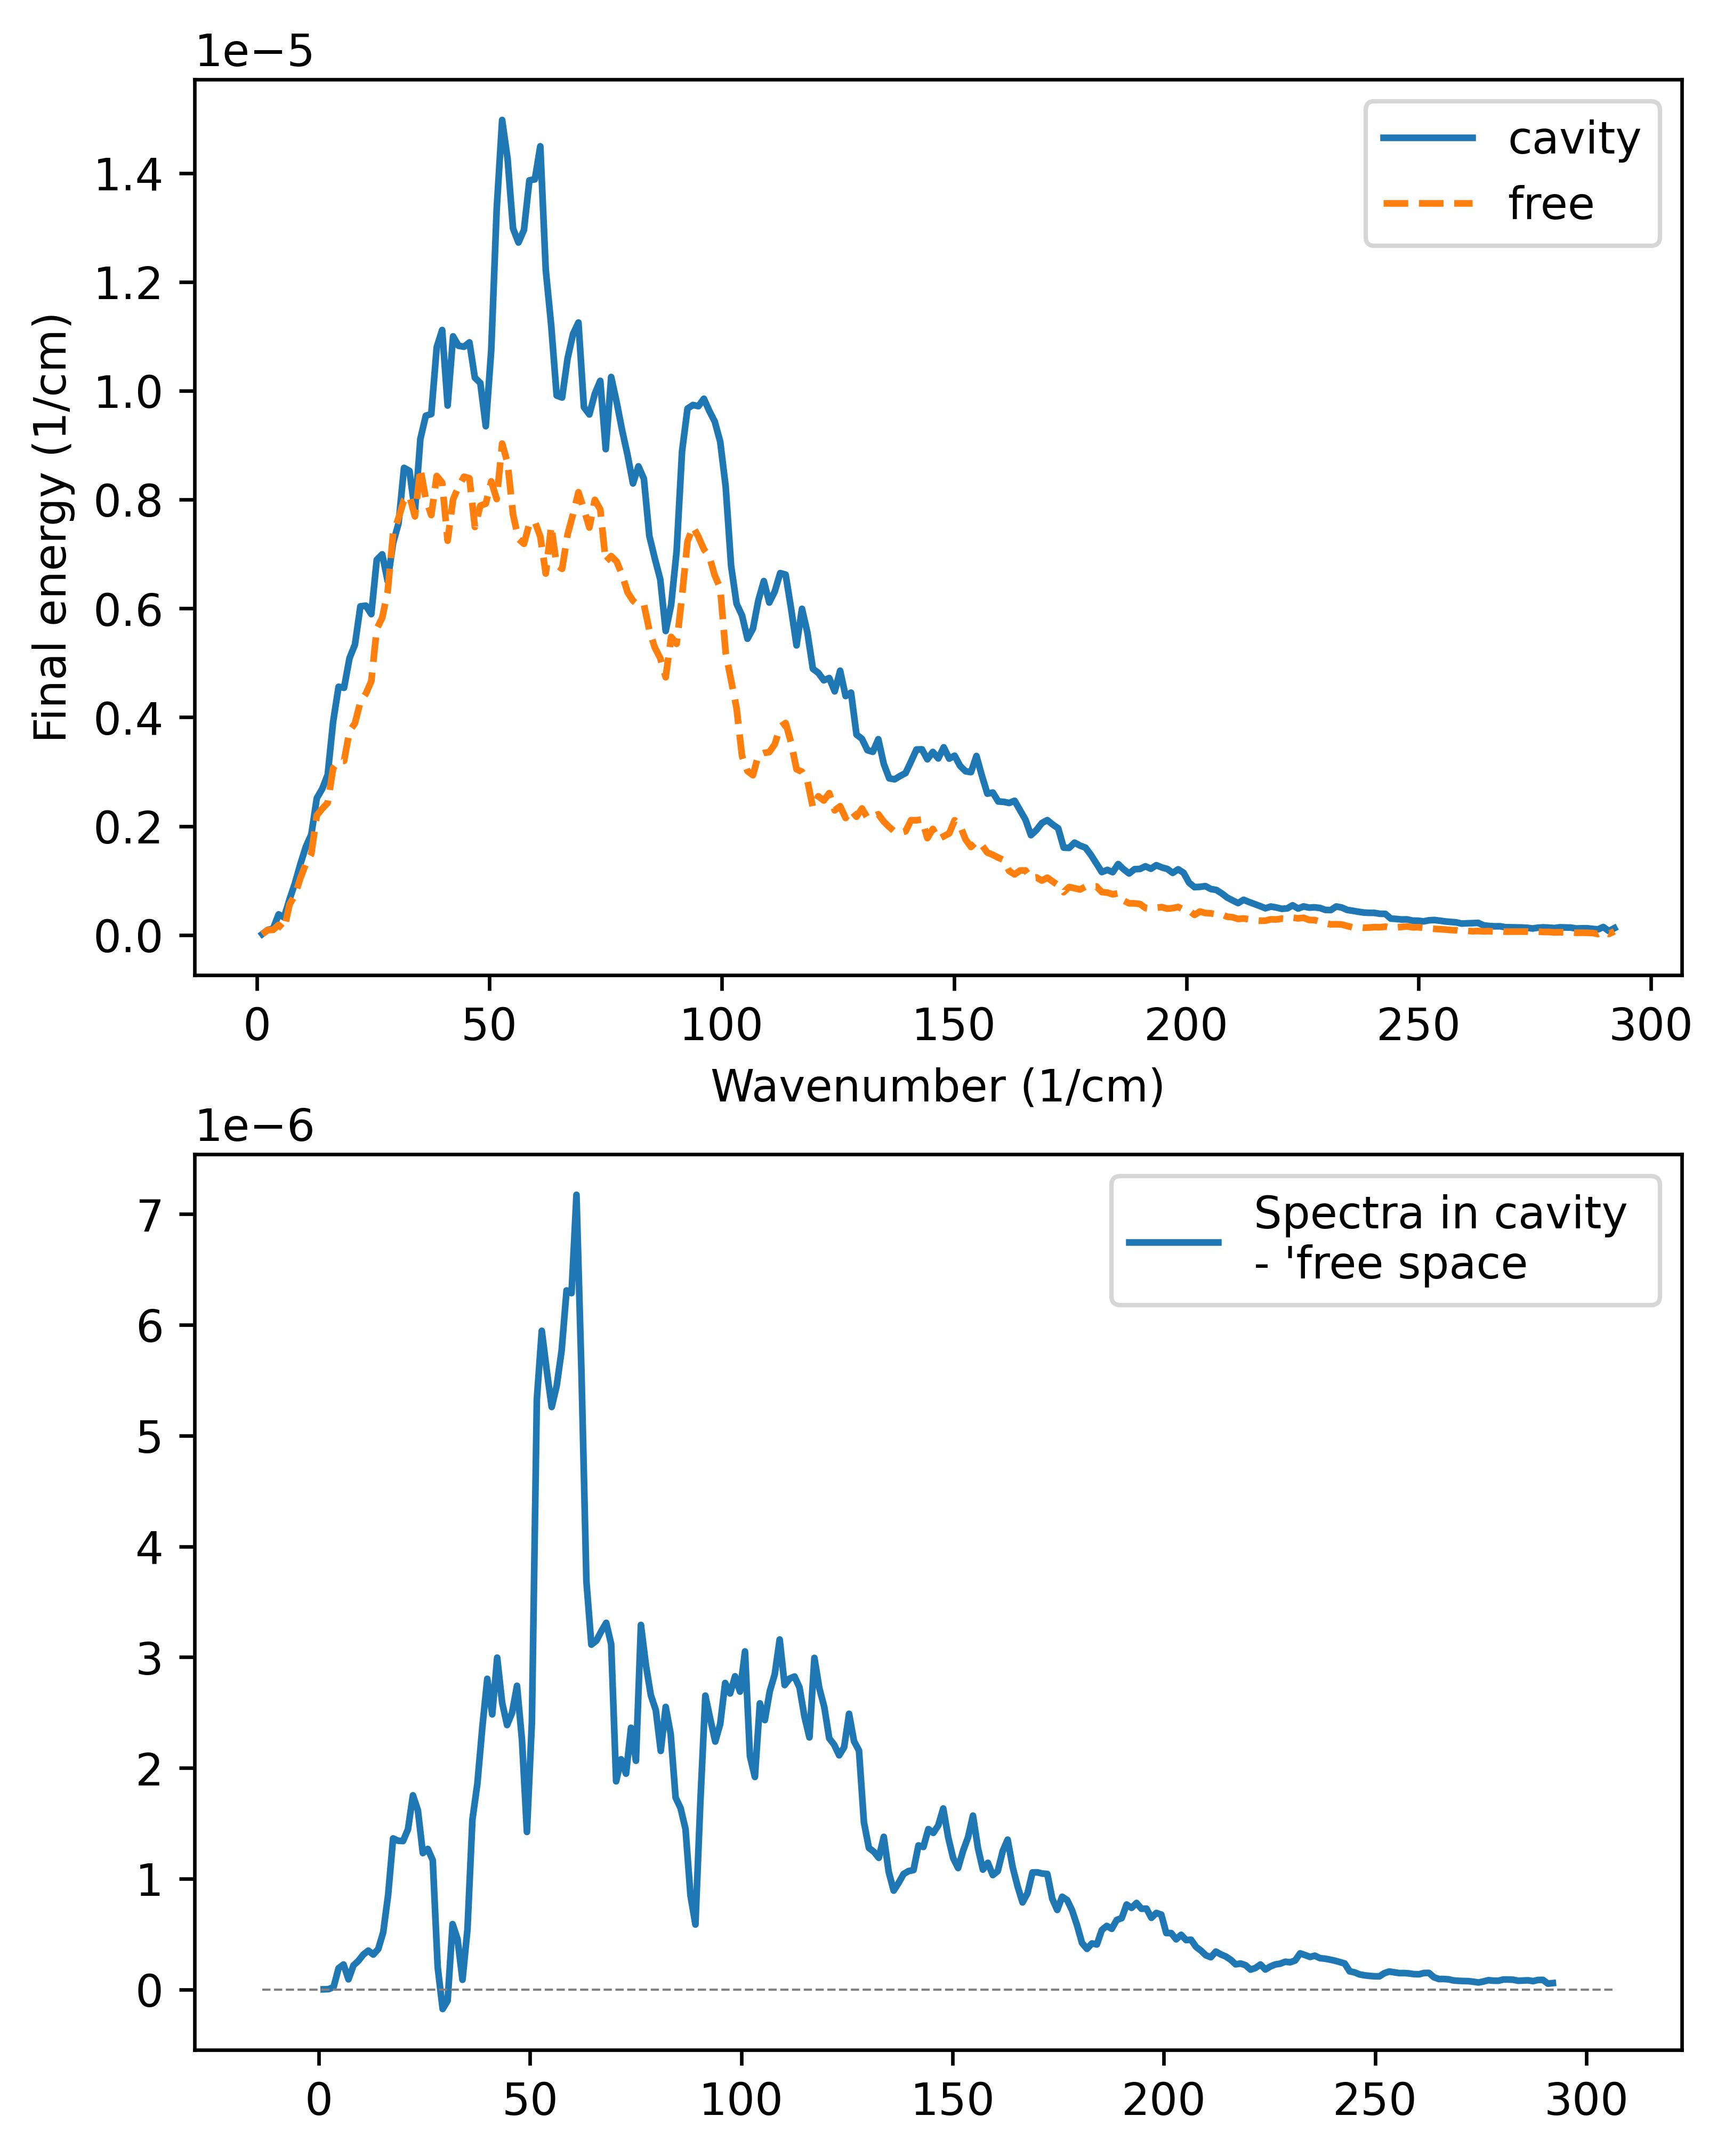 1e−5
cavity
free
1.4
1.2
1.0
0.8
0.6
0.4
0.2
0.0
Final energy (1/cm)
0 50 100 150 200 250 300
Wavenumber (1/cm)
1e−6
Spectra in cavity
- 'free space
7
6
5
4
3
2
1
0
0 50 100 150 200 250 300